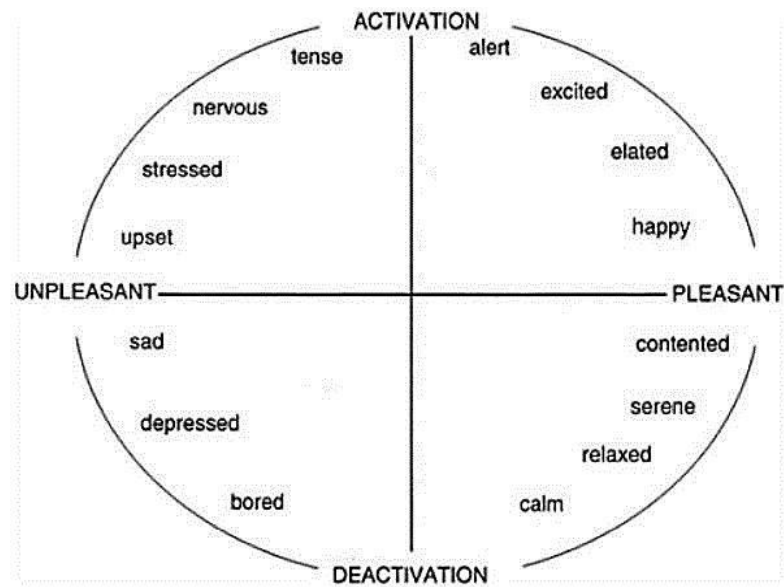 ACTIVATION
tense
alert
nervous
excited
stressed
elated
upset
happy
UNPLEASANT
PLEASANT
sad
contented
depressed
serene
relaxed
bored
calm
DEACTIVATION